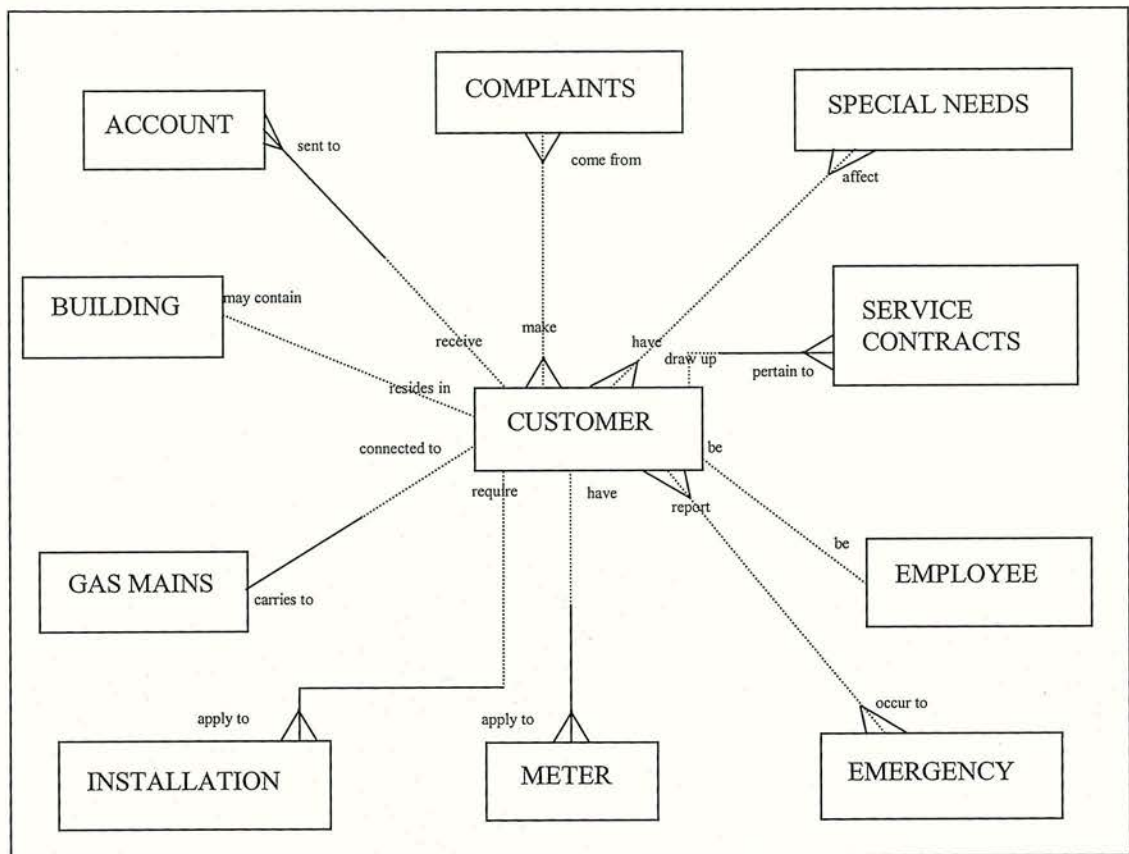 COMPLAINTS
SPECIAL NEEDS
ACCOUNT
sent to
come from
affect
BUILDING
may contain
SERVICE
CONTRACTS
make
receive
have
draw up
pertain to
resides in
CUSTOMER
connected to
be
require
have
report
GAS MAINS
carries to
be
EMPLOYEE
apply to
apply to
occur to
INSTALLATION
METER
EMERGENCY